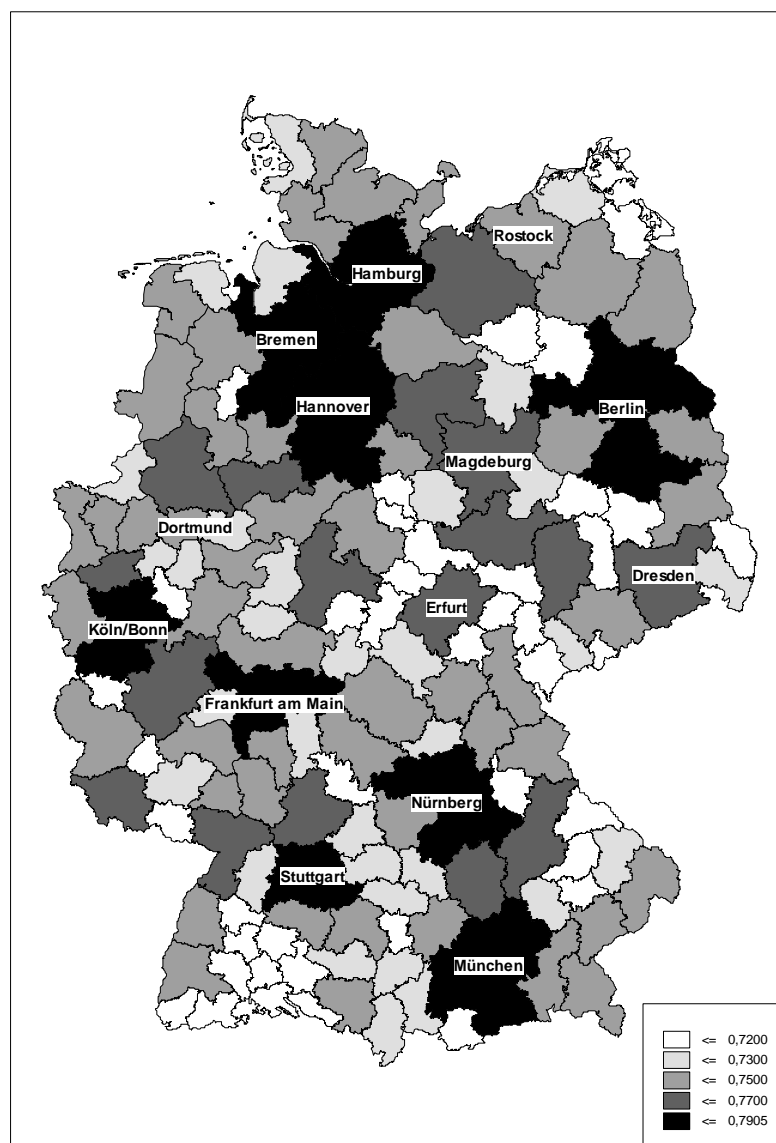 Rostock
Hamburg
Bremen
Hannover
Berlin
Magdeburg
Dortmund
Dresden
Erfurt
Köln/Bonn
Frankfurt am Main
Nürnberg
Stuttgart
München
<= 0,7200
<= 0,7300
<= 0,7500
<= 0,7700
<= 0,7905